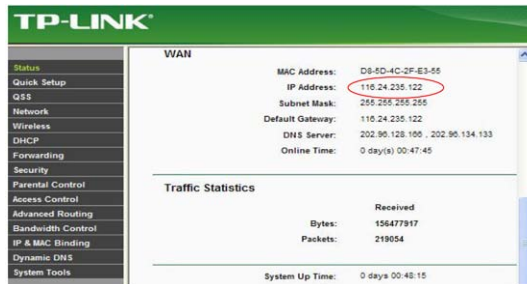 TP-LINK®
Status
Quick Setup
QSS
Network
Wireless
DHCP
Forwarding
Security
Parental Control
Access Control
Advanced Routing
Bandwidth Control
IP & MAC Binding
Dynamic DNS
System Tools
WAN
MAC Address: D8-5D-4C-2F-E3-55
IP Address: 116.24.235.122
Subnet Mask: 255.255.255.255
Default Gateway: 116.24.235.122
DNS Server: 202.96.128.166 , 202.96.134.133
Online Time: 0 day(s) 00:47:45
Traffic Statistics
Received
Bytes: 156477917
Packets: 219054
System Up Time: 0 days 00:48:15